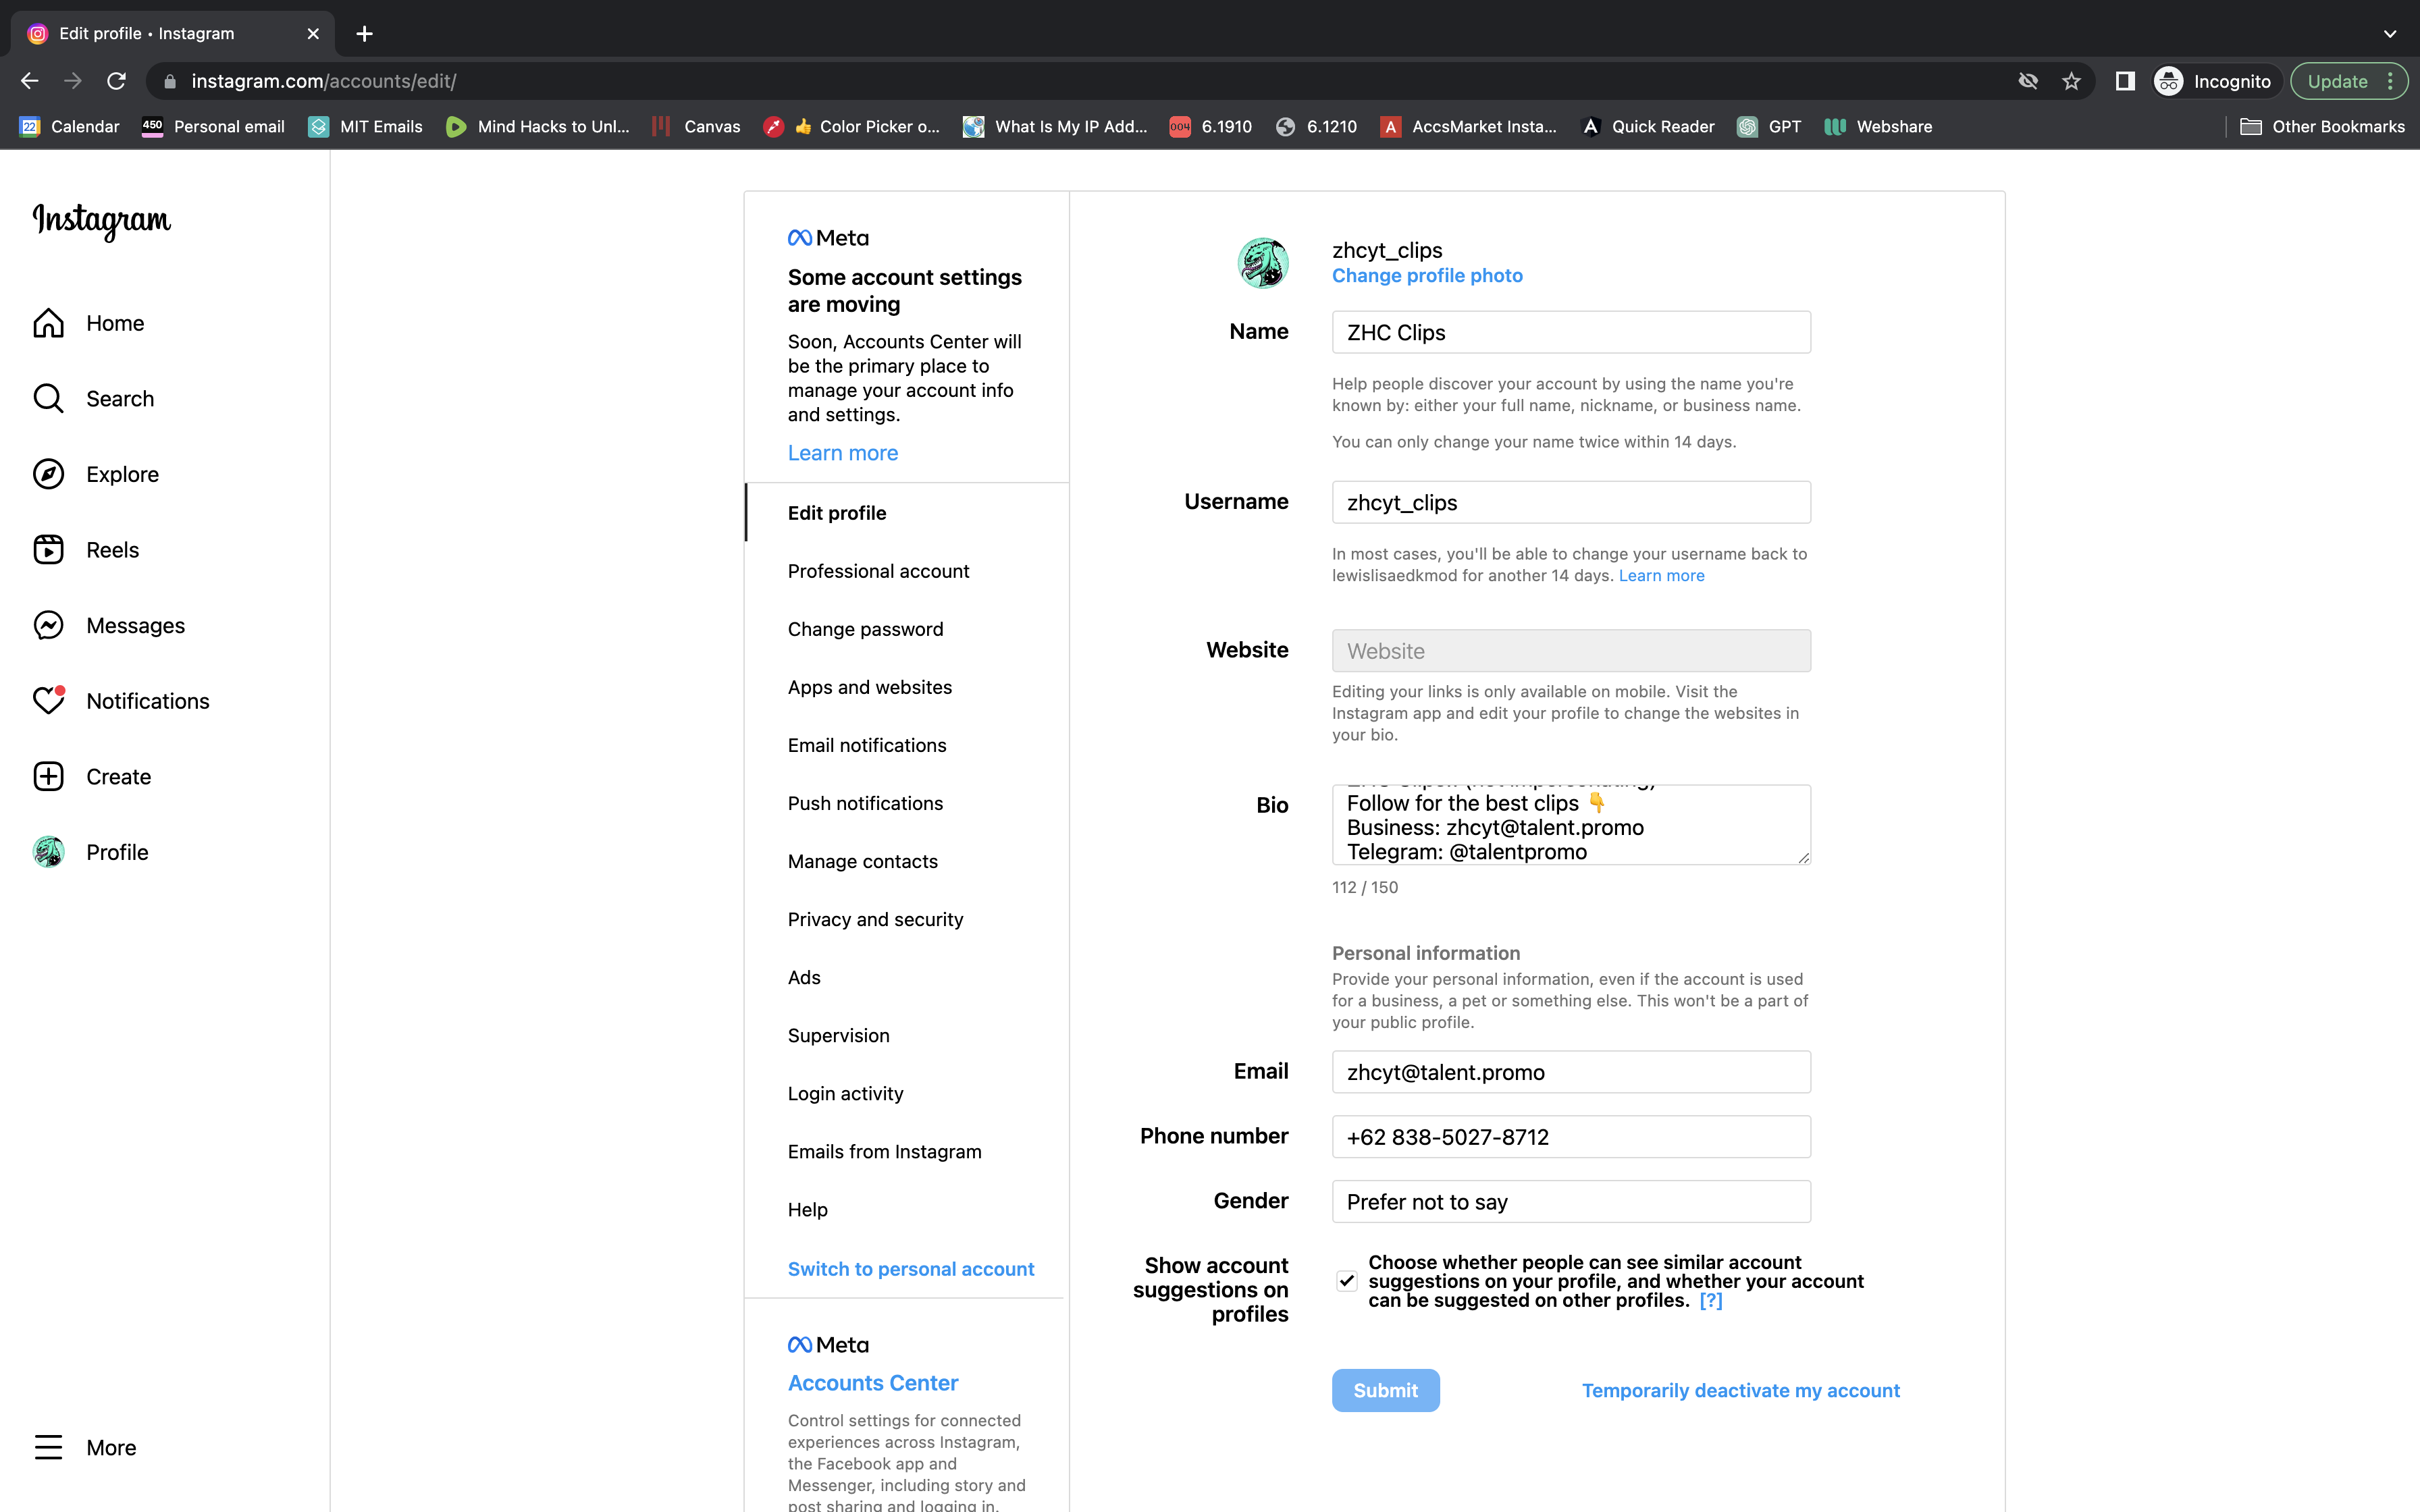 Edit profile • Instagram
instagram.com/accounts/edit/
Incognito
Update
22
Calendar
450
Personal email
MIT Emails
Mind Hacks to Unl...
Canvas
👍 Color Picker o...
What Is My IP Add...
004
6.1910
6.1210
A
AccsMarket Insta...
Quick Reader
GPT
Webshare
Other Bookmarks
Instagram
Home
Search
Explore
Reels
Messages
Notifications
Create
Profile
More
Meta
Some account settings
are moving
Soon, Accounts Center will
be the primary place to
manage your account info
and settings.
Learn more
Edit profile
Professional account
Change password
Apps and websites
Email notifications
Push notifications
Manage contacts
Privacy and security
Ads
Supervision
Login activity
Emails from Instagram
Help
Switch to personal account
Meta
Accounts Center
Control settings for connected
experiences across Instagram,
the Facebook app and
Messenger, including story and
post sharing and logging in.
zhcyt_clips
Change profile photo
Name
ZHC Clips
Help people discover your account by using the name you're
known by: either your full name, nickname, or business name.
You can only change your name twice within 14 days.
Username
zhcyt_clips
In most cases, you'll be able to change your username back to
lewislisaedkmod for another 14 days. Learn more
Website
Website
Editing your links is only available on mobile. Visit the
Instagram app and edit your profile to change the websites in
your bio.
Bio
Follow for the best clips 👇
Business: zhcyt@talent.promo
Telegram: @talentpromo
112 / 150
Personal information
Provide your personal information, even if the account is used
for a business, a pet or something else. This won't be a part of
your public profile.
Email
zhcyt@talent.promo
Phone number
+62 838-5027-8712
Gender
Prefer not to say
Show account
suggestions on
profiles
Choose whether people can see similar account
suggestions on your profile, and whether your account
can be suggested on other profiles. [?]
Submit
Temporarily deactivate my account